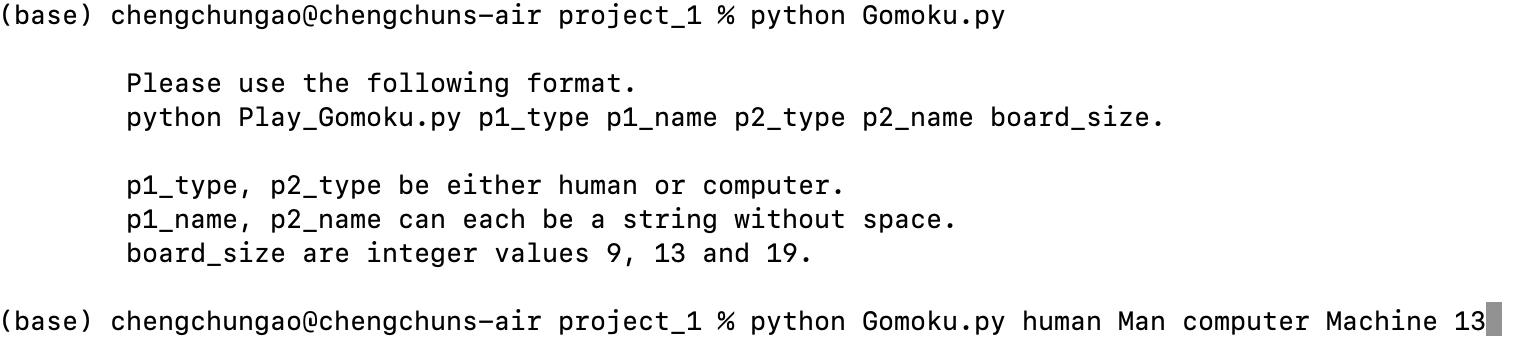 (base) chengchungao@chengchuns-air project_1 % python Gomoku.py
Please use the following format.
python Play_Gomoku.py p1_type p1_name p2_type p2_name board_size.
p1_type, p2_type be either human or computer.
p1_name, p2_name can each be a string without space.
board_size are integer values 9, 13 and 19.
(base) chengchungao@chengchuns-air project_1 % python Gomoku.py human Man computer Machine 13